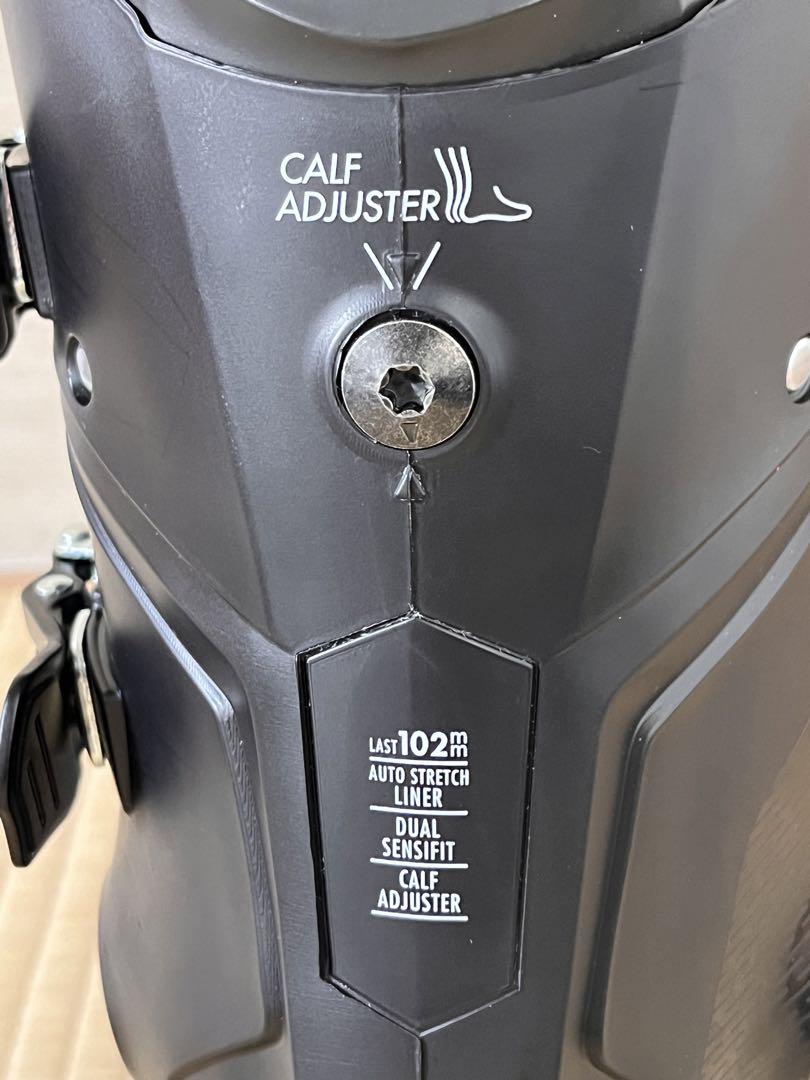 CALF
ADJUSTER
LAST 102mm
AUTO STRETCH
LINER
DUAL
SENSIFIT
CALF
ADJUSTER